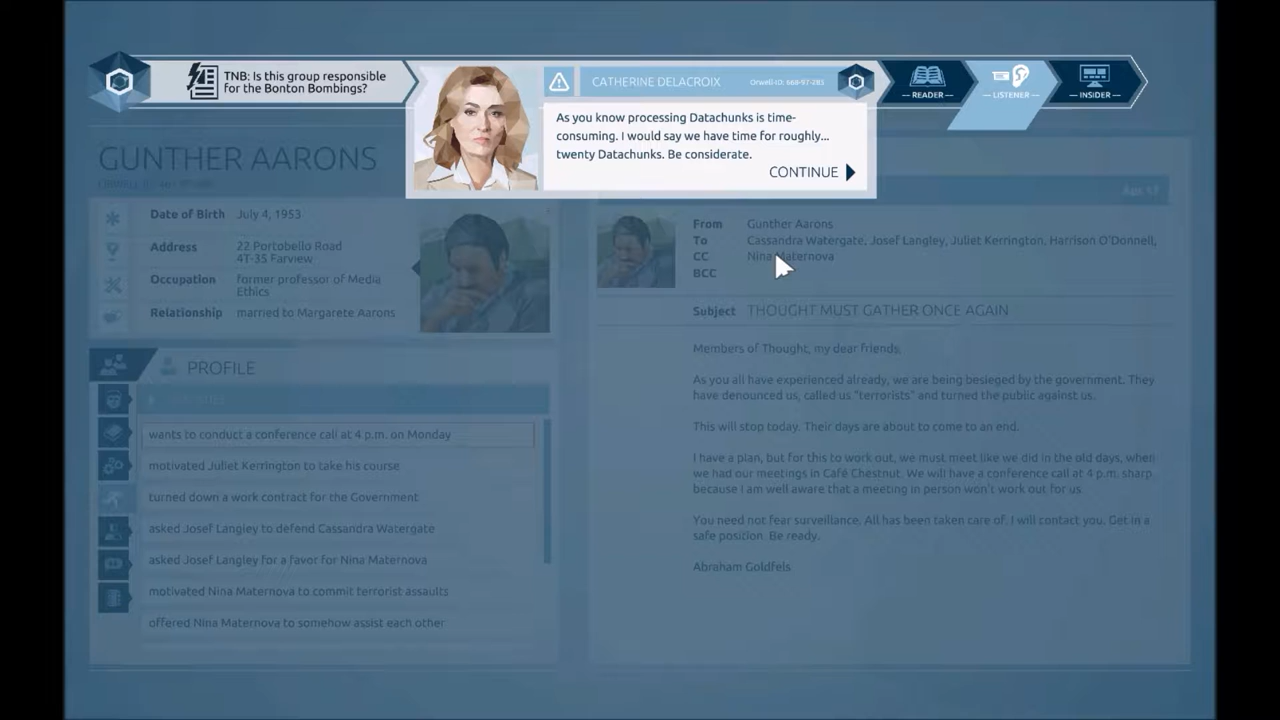 TNB: Is this group responsible
for the Bonton Bombings?
CATHERINE DELACROIX
Orwell-ID: 668-97-285
As you know processing Datachunks is time-
consuming. I would say we have time for roughly...
twenty Datachunks. Be considerate.
CONTINUE
READER
LISTENER
INSIDER
GUNTHER AARONS
Date of Birth July 4, 1953
Address 22 Portobello Road
4T-35 Farview
Occupation former professor of Media
Ethics
Relationship married to Margarete Aarons
PROFILE
wants to conduct a conference call at 4 p.m. on Monday
motivated Juliet Kerrington to take his course
turned down a work contract for the Government
asked Josef Langley to defend Cassandra Watergate
asked Josef Langley for a favor for Nina Maternova
motivated Nina Maternova to commit terrorist assaults
offered Nina Maternova to somehow assist each other
From Gunther Aarons
To Cassandra Watergate, Josef Langley, Juliet Kerrington, Harrison O'Donnell,
CC Nina Maternova
BCC
Subject THOUGHT MUST GATHER ONCE AGAIN
Members of Thought, my dear friends,
As you all have experienced already, we are being besieged by the government. They
have denounced us, called us "terrorists" and turned the public against us.
This will stop today. Their days are about to come to an end.
I have a plan, but for this to work out, we must meet like we did in the old days, when
we had our meetings in Café Chestnut. We will have a conference call at 4 p.m. sharp
because I am well aware that a meeting in person won't work out for us.
You need not fear surveillance. All has been taken care of. I will contact you. Get in a
safe position. Be ready.
Abraham Goldfels